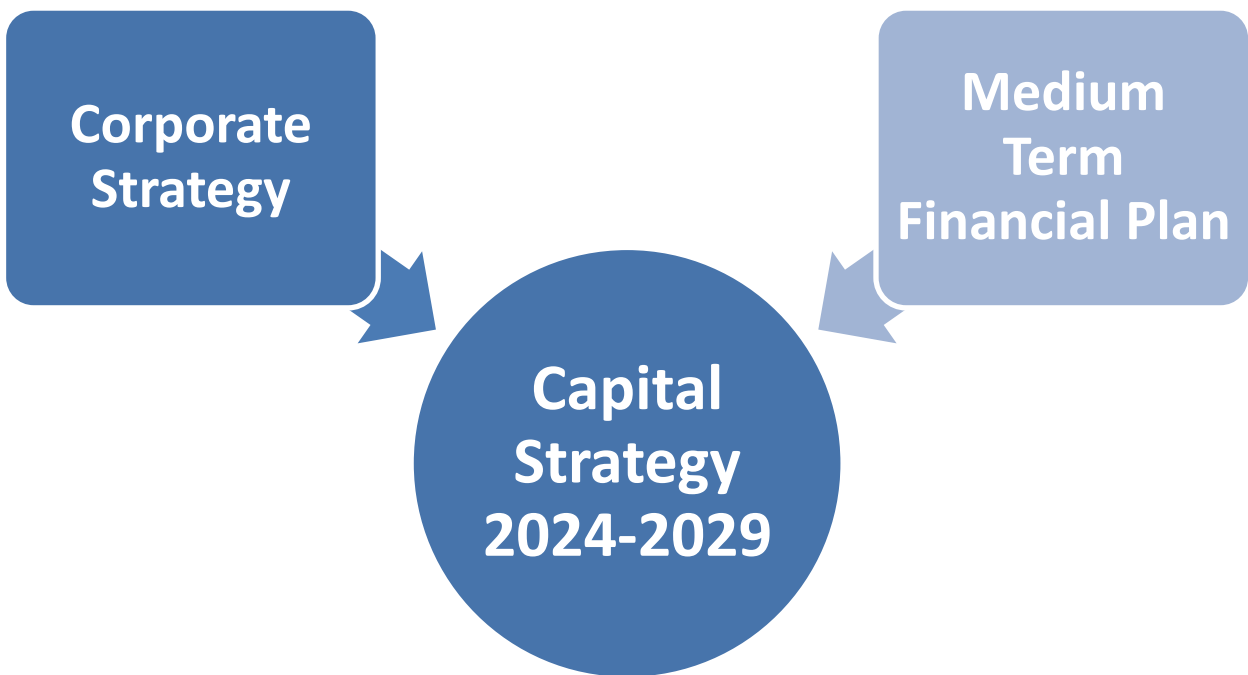 Corporate
Strategy
Medium
Term
Financial Plan
Capital
Strategy
2024-2029